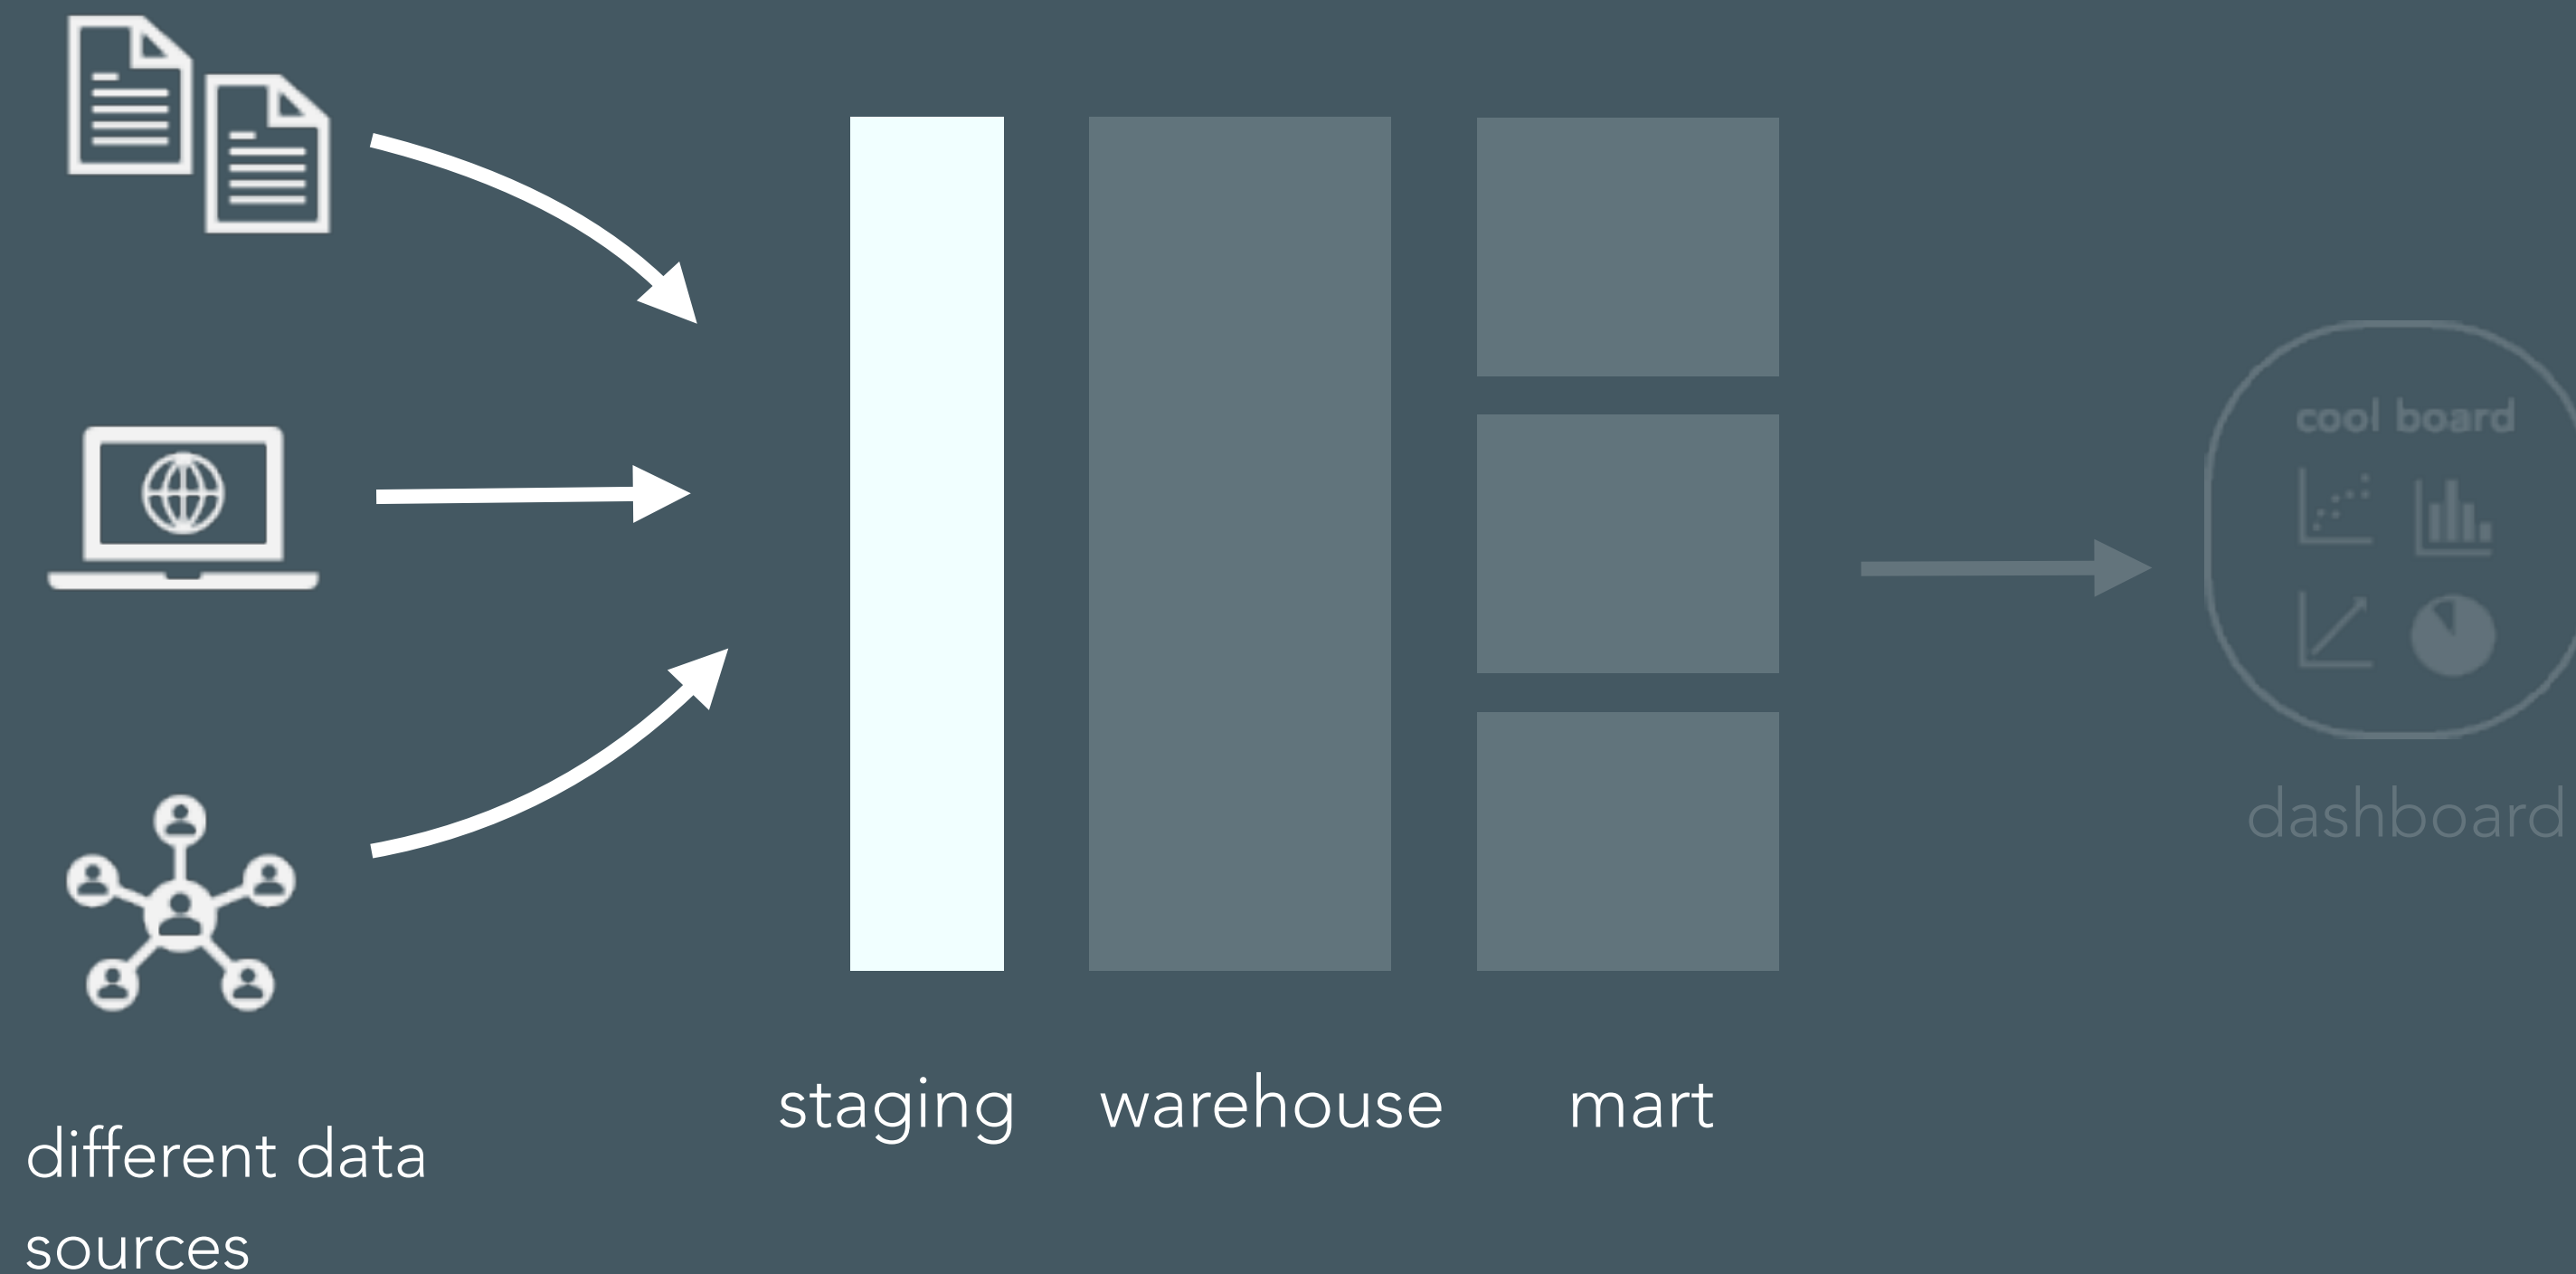 cool board
dashboard
staging
warehouse
mart
different data
sources